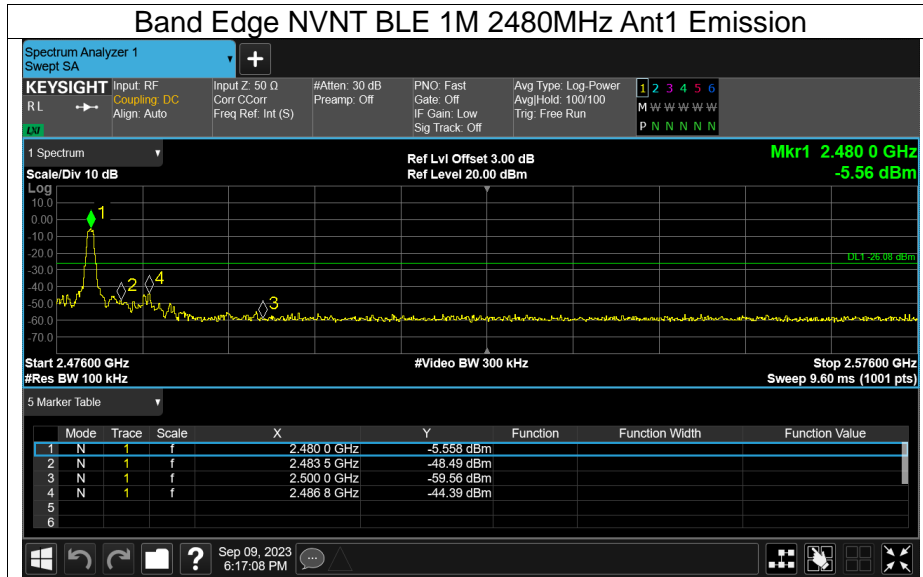 Band Edge NVNT BLE 1M 2480MHz Ant1 Emission
Spectrum Analyzer 1
Swept SA
+
KEYSIGHT Input: RF Input Z: 50 Ω #Atten: 30 dB PNO: Fast Avg Type: Log-Power 1 2 3 4 5 6
R L Coupling: DC Corr CCorr Preamp: Off Gate: Off Avg|Hold: 100/100 M W W W W W
Align: Auto Freq Ref: Int (S) IF Gain: Low Trig: Free Run
LXI Sig Track: Off P N N N N N
1 Spectrum Ref Lvl Offset 3.00 dB Mkr1 2.480 0 GHz
Scale/Div 10 dB Ref Level 20.00 dBm -5.56 dBm
Log
10.0
0.00 1
-10.0
-20.0 DL1 -26.08 dBm
-30.0
-40.0 2 4
-50.0 3
-60.0
-70.0
Start 2.47600 GHz #Video BW 300 kHz Stop 2.57600 GHz
#Res BW 100 kHz Sweep 9.60 ms (1001 pts)
5 Marker Table
Mode Trace Scale X Y Function Function Width Function Value
1 N 1 f 2.480 0 GHz -5.558 dBm
2 N 1 f 2.483 5 GHz -48.49 dBm
3 N 1 f 2.500 0 GHz -59.56 dBm
4 N 1 f 2.486 8 GHz -44.39 dBm
5
6
? Sep 09, 2023
6:17:08 PM